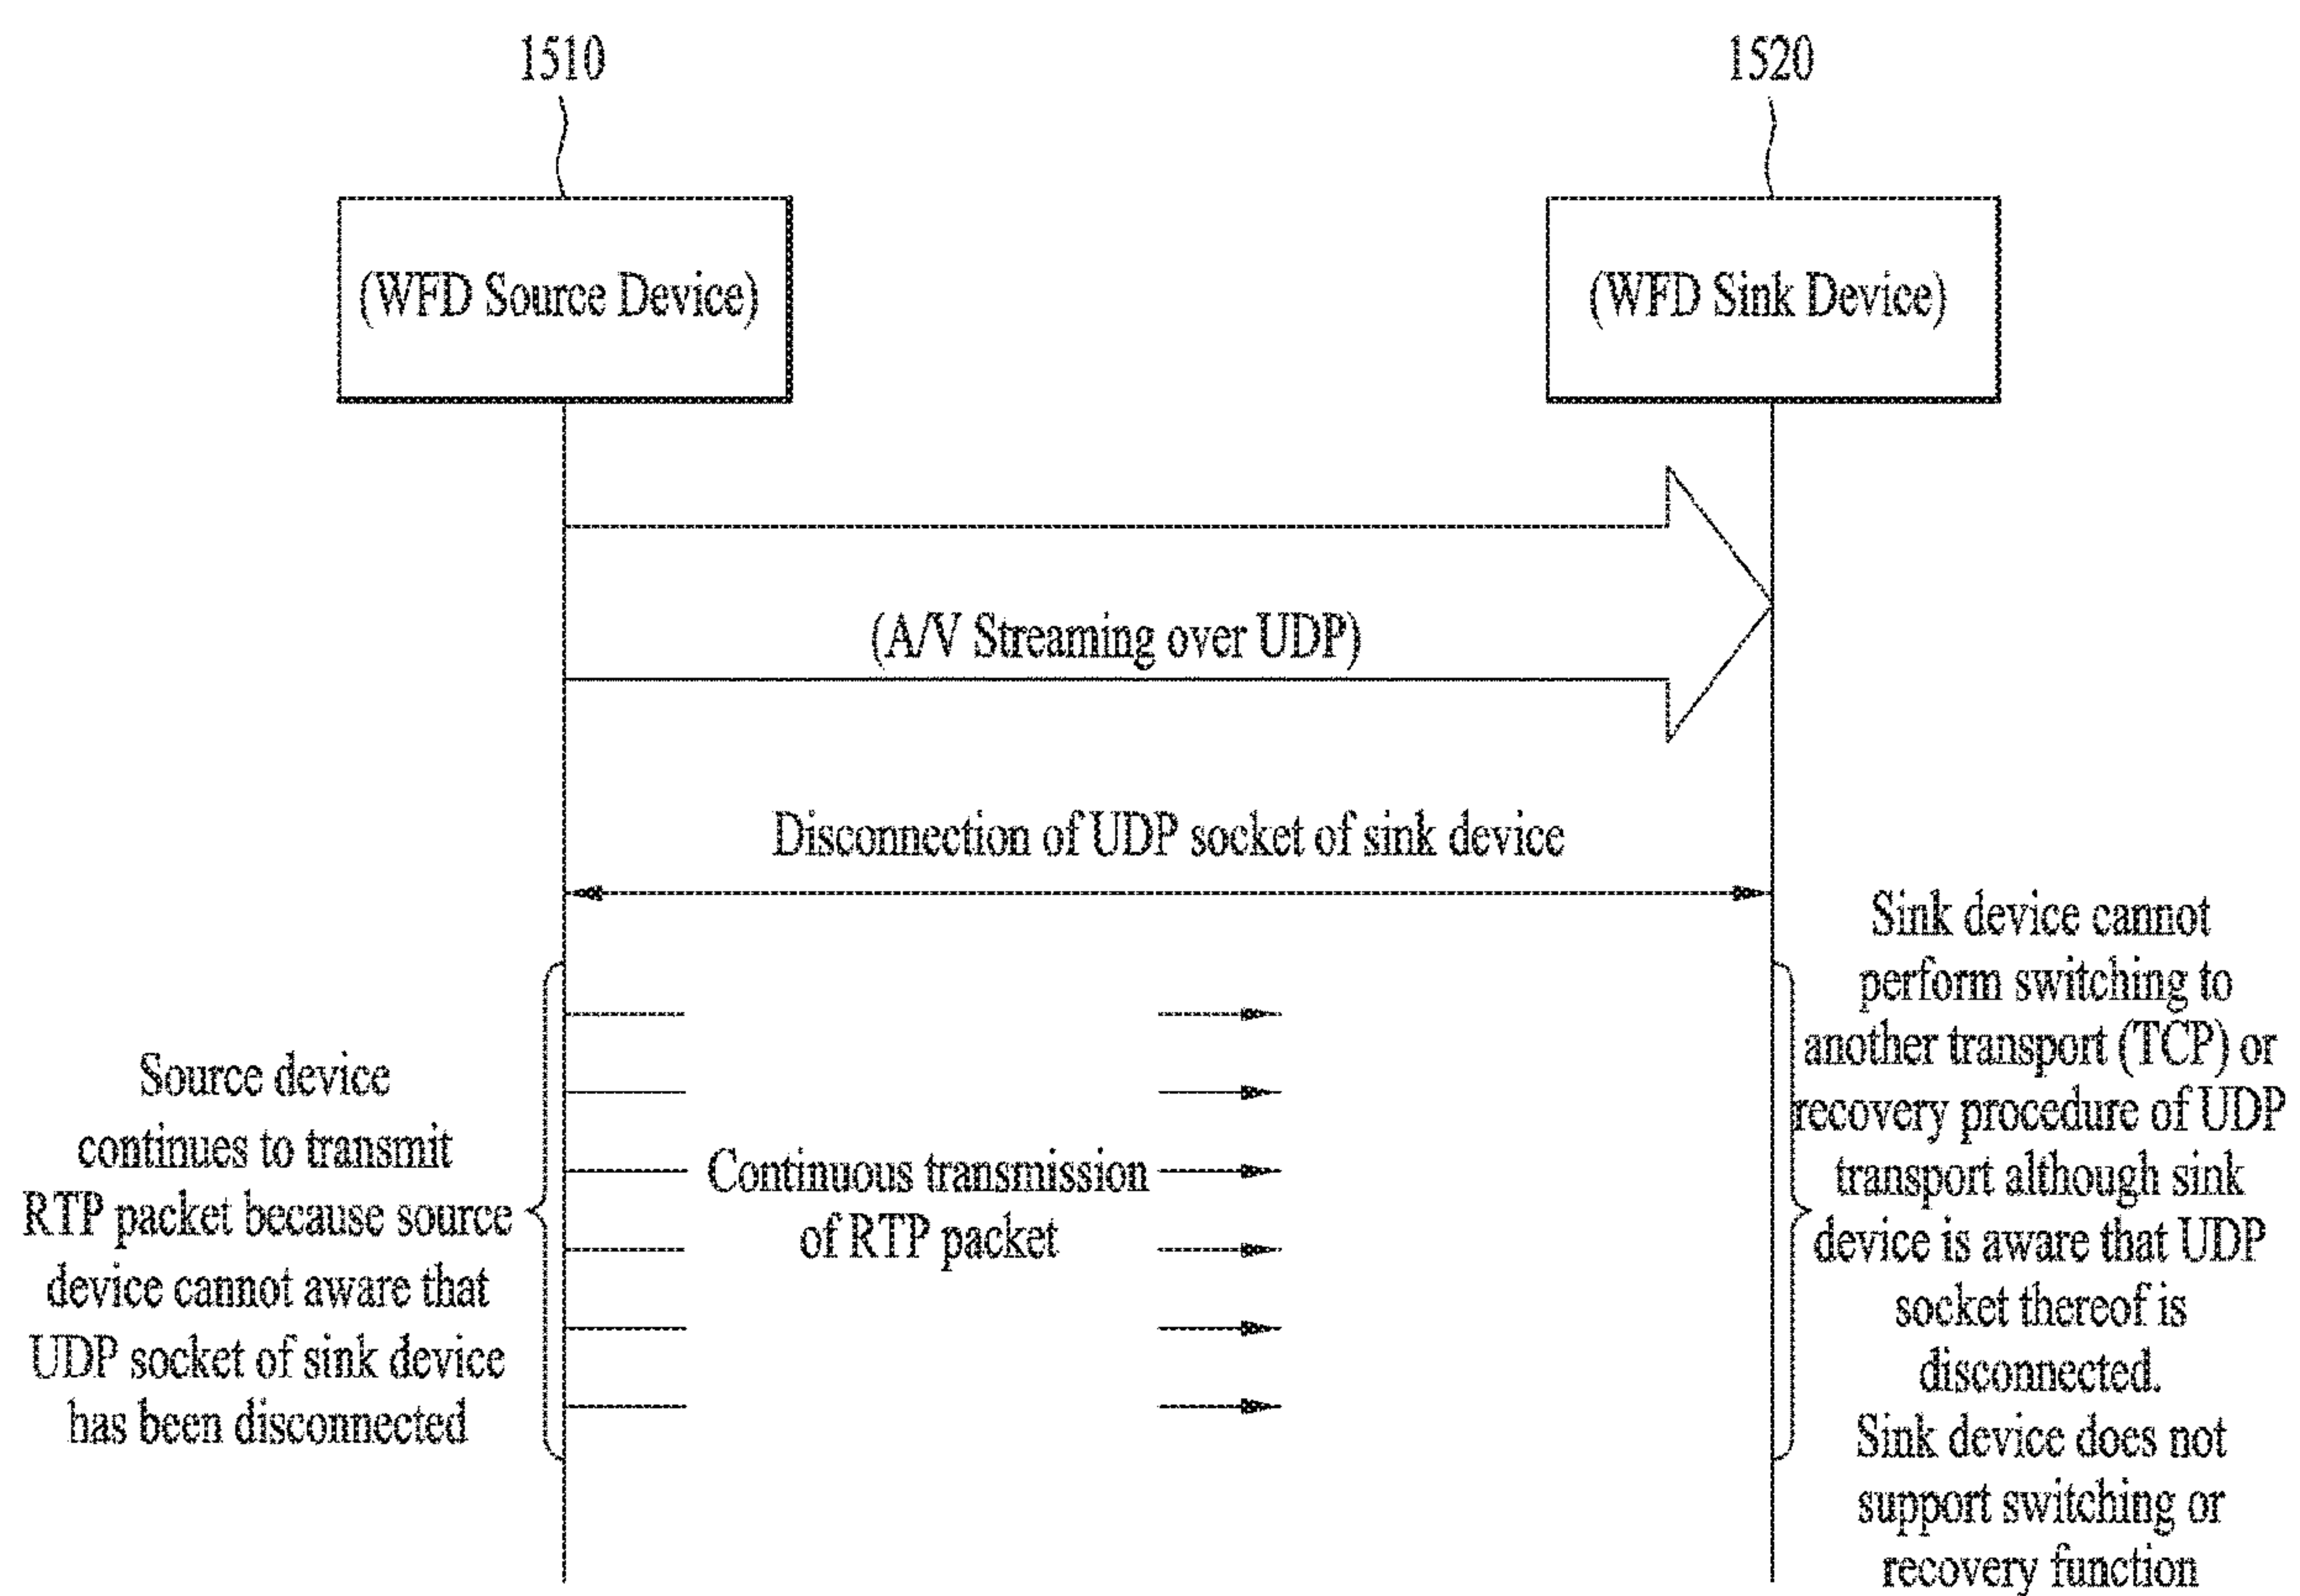 1510
1520
(WFD Source Device)
(WFD Sink Device)
(A/V Streaming over UDP)
Disconnection of UDP socket of sink device
Source device
continues to transmit
RTP packet because source
device cannot aware that
UDP socket of sink device
has been disconnected
Continuous transmission
of RTP packet
Sink device cannot
perform switching to
another transport (TCP) or
recovery procedure of UDP
transport although sink
device is aware that UDP
socket thereof is
disconnected.
Sink device does not
support switching or
recovery function